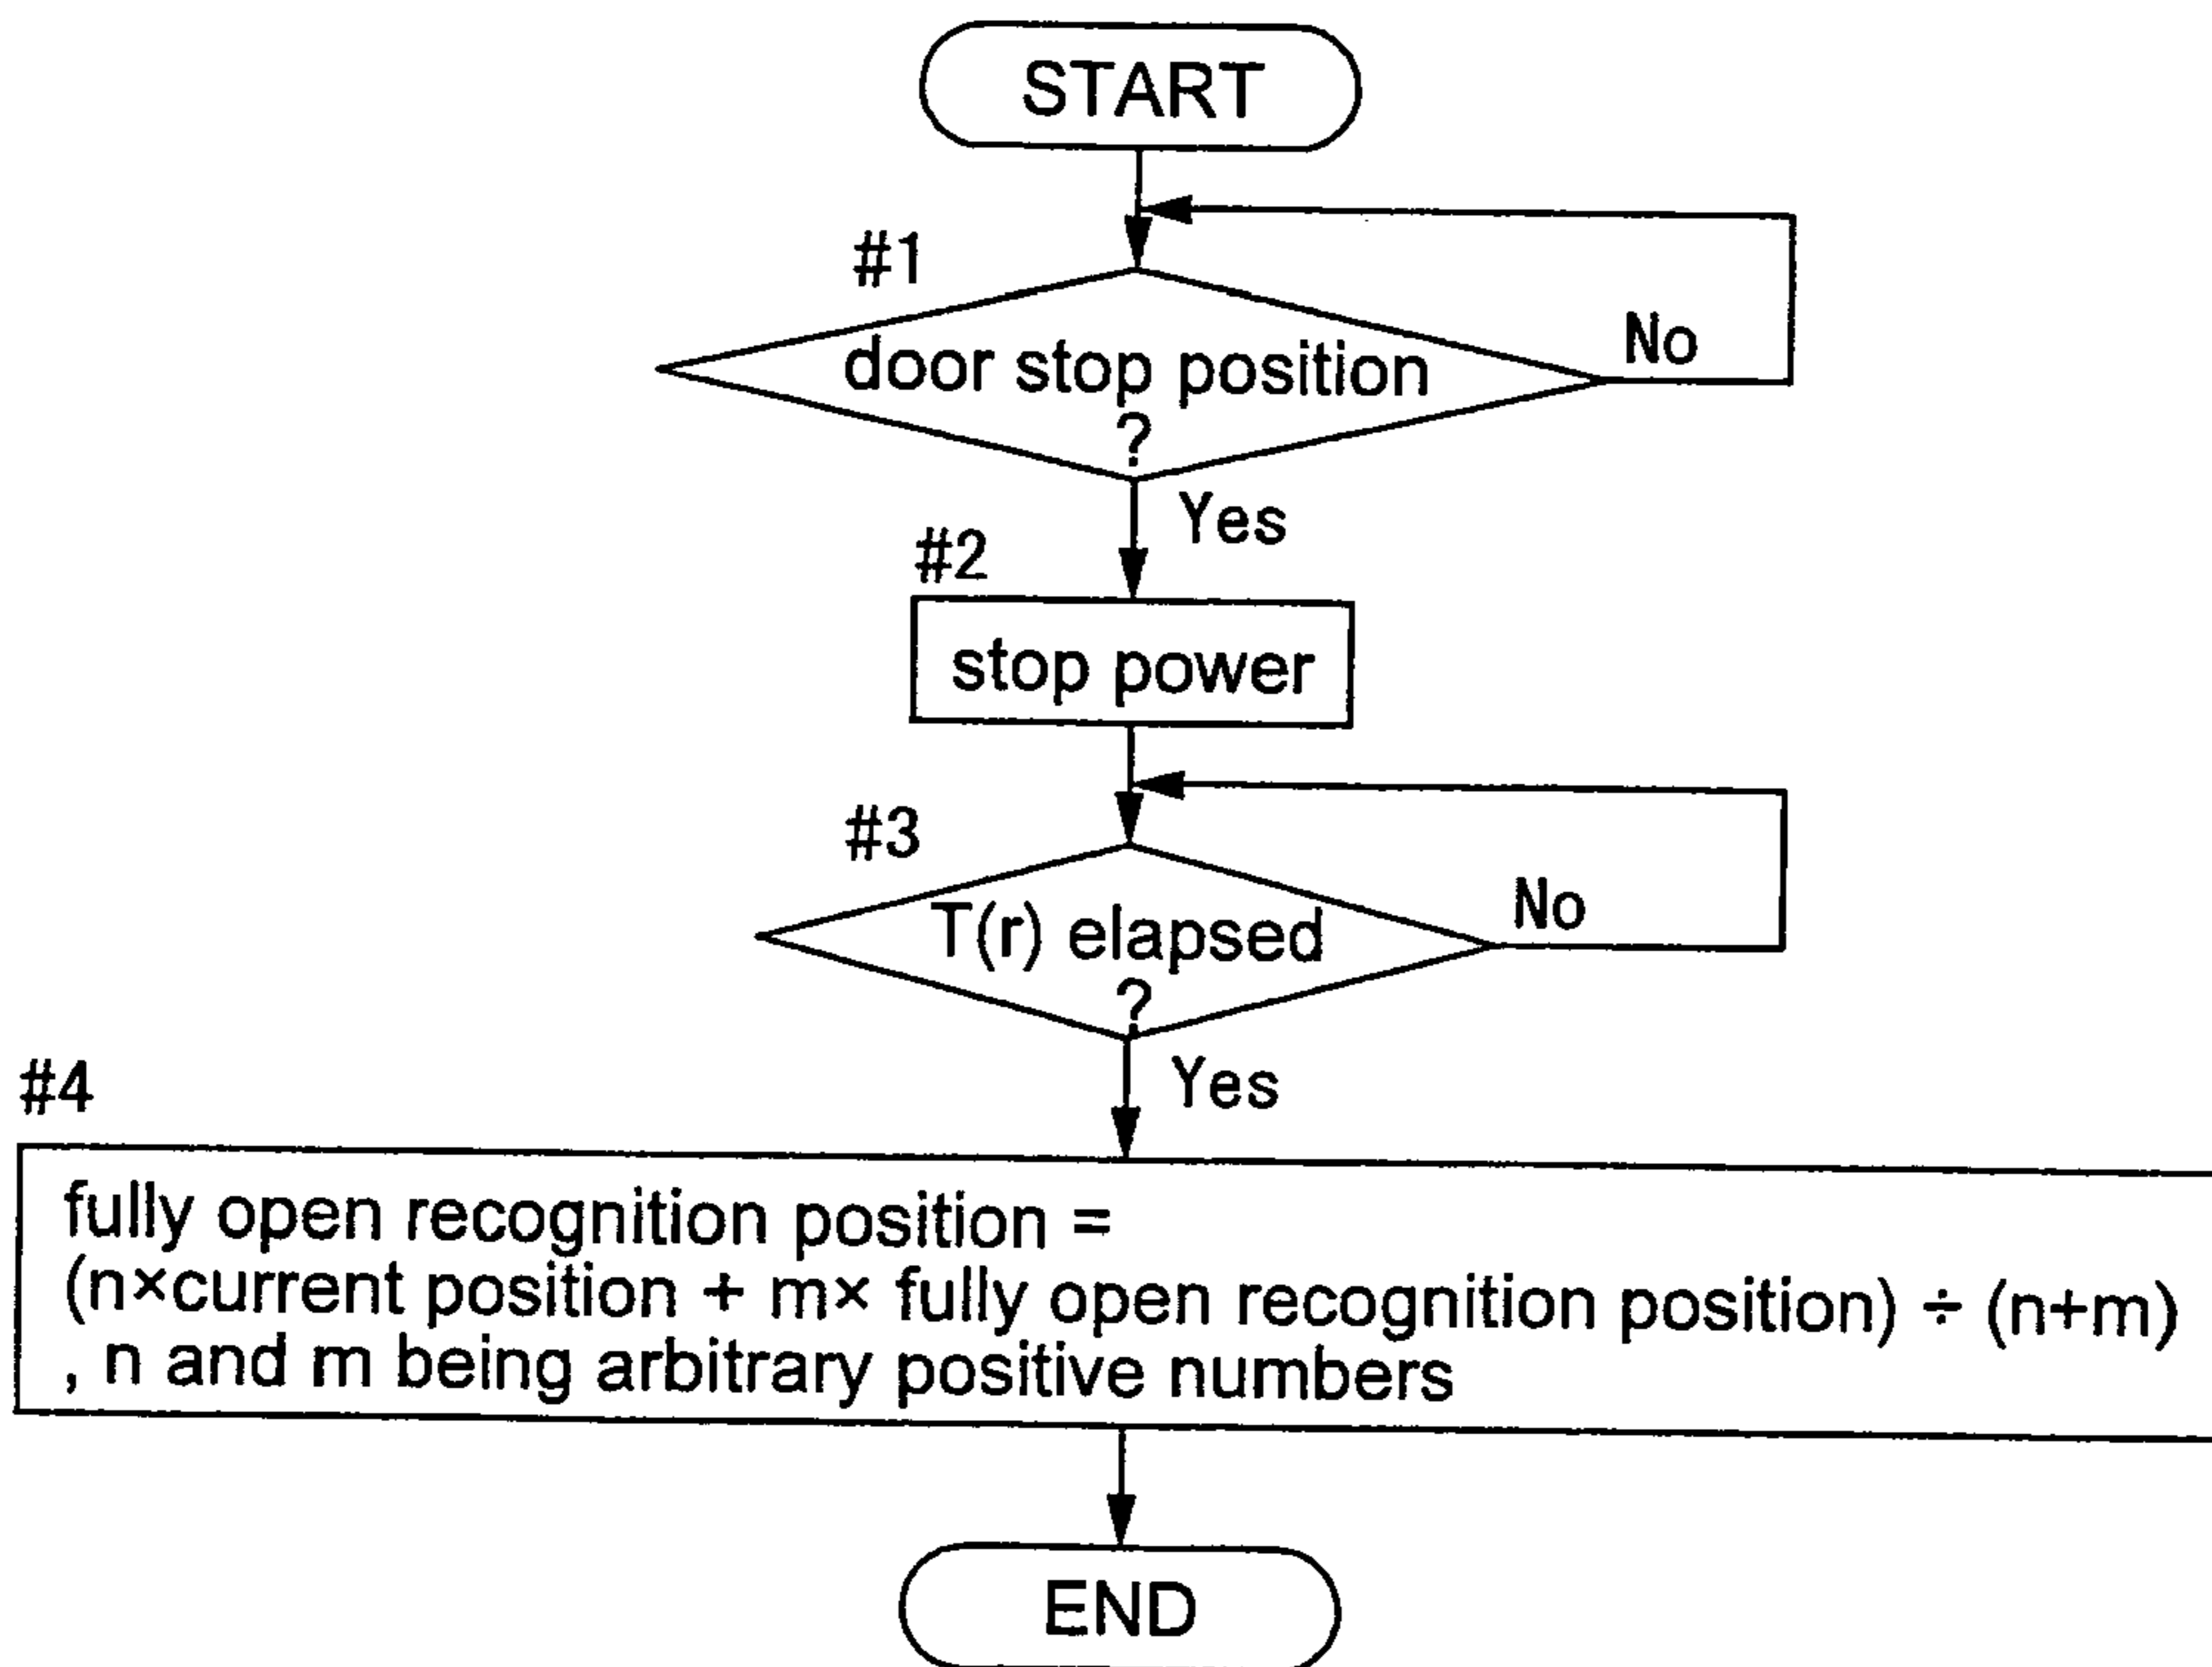 START
#1
door stop position
?
No
Yes
#2
stop power
#3
T(r) elapsed
?
No
Yes
#4
fully open recognition position =
(n×current position + m× fully open recognition position) ÷ (n+m)
, n and m being arbitrary positive numbers
END